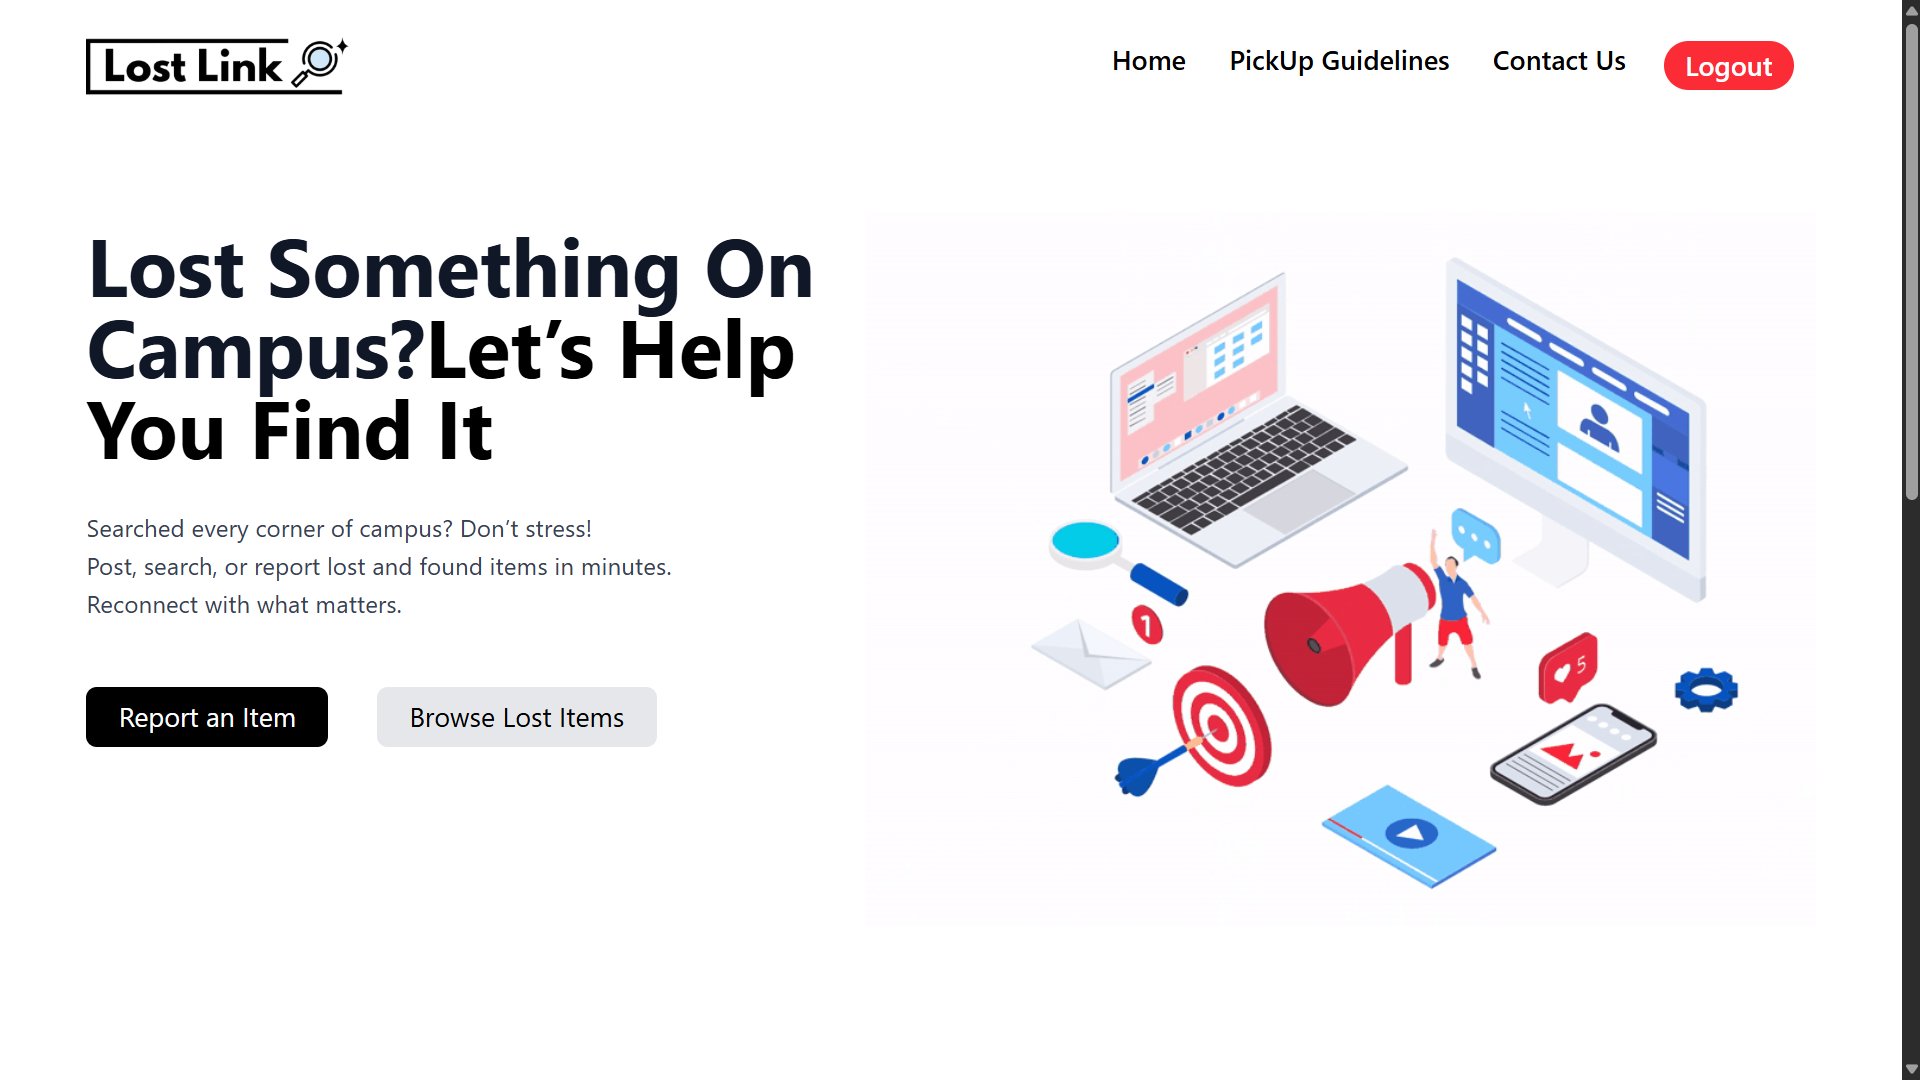 Lost Link
Home
PickUp Guidelines
Contact Us
Logout
Lost Something On
Campus?Let’s Help
You Find It
Searched every corner of campus? Don’t stress!
Post, search, or report lost and found items in minutes.
Reconnect with what matters.
Report an Item
Browse Lost Items
1
5